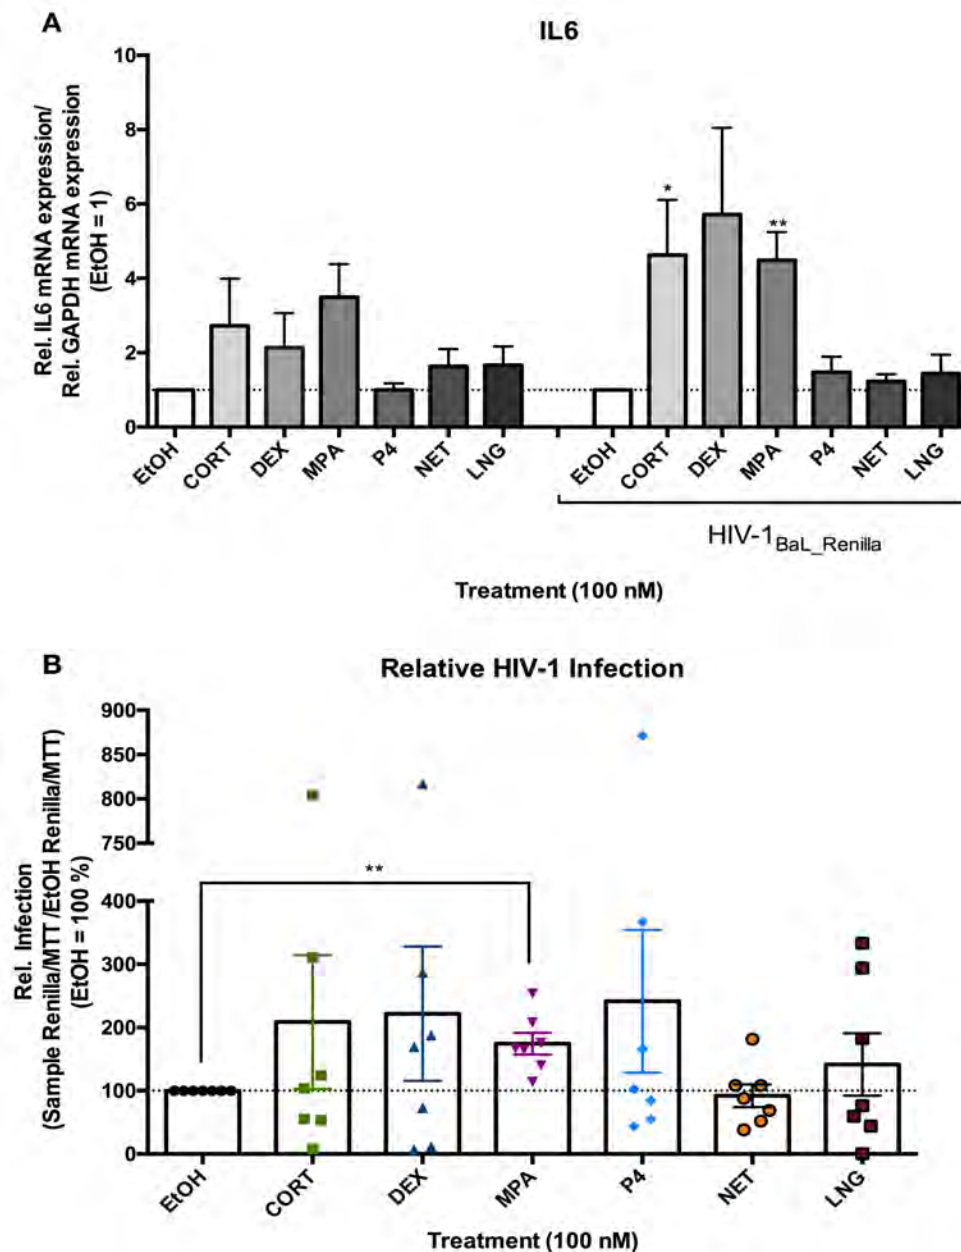 A
IL6
Rel. IL6 mRNA expression/
Rel. GAPDH mRNA expression
(EtOH = 1)
10
8
6
4
2
0
* ** 
EtOH CORT DEX MPA P4 NET LNG EtOH CORT DEX MPA P4 NET LNG
HIV-1BaL_Renilla
Treatment (100 nM)
B
Relative HIV-1 Infection
Rel. Infection
(Sample Renilla/MTT /EtOH Renilla/MTT)
(EtOH = 100 %)
900
850
800
750
400
300
200
100
0
**
EtOH CORT DEX MPA P4 NET LNG
Treatment (100 nM)